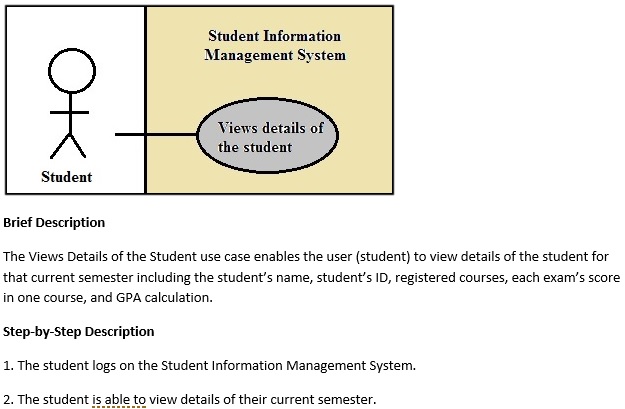 Student Information
Management System
Views details of
the student
Student
Brief Description
The Views Details of the Student use case enables the user (student) to view details of the student for
that current semester including the student's name, student's ID, registered courses, each exam's score
in one course, and GPA calculation.
Step-by-Step Description
1. The student logs on the Student Information Management System.
2. The student is able to view details of their current semester.